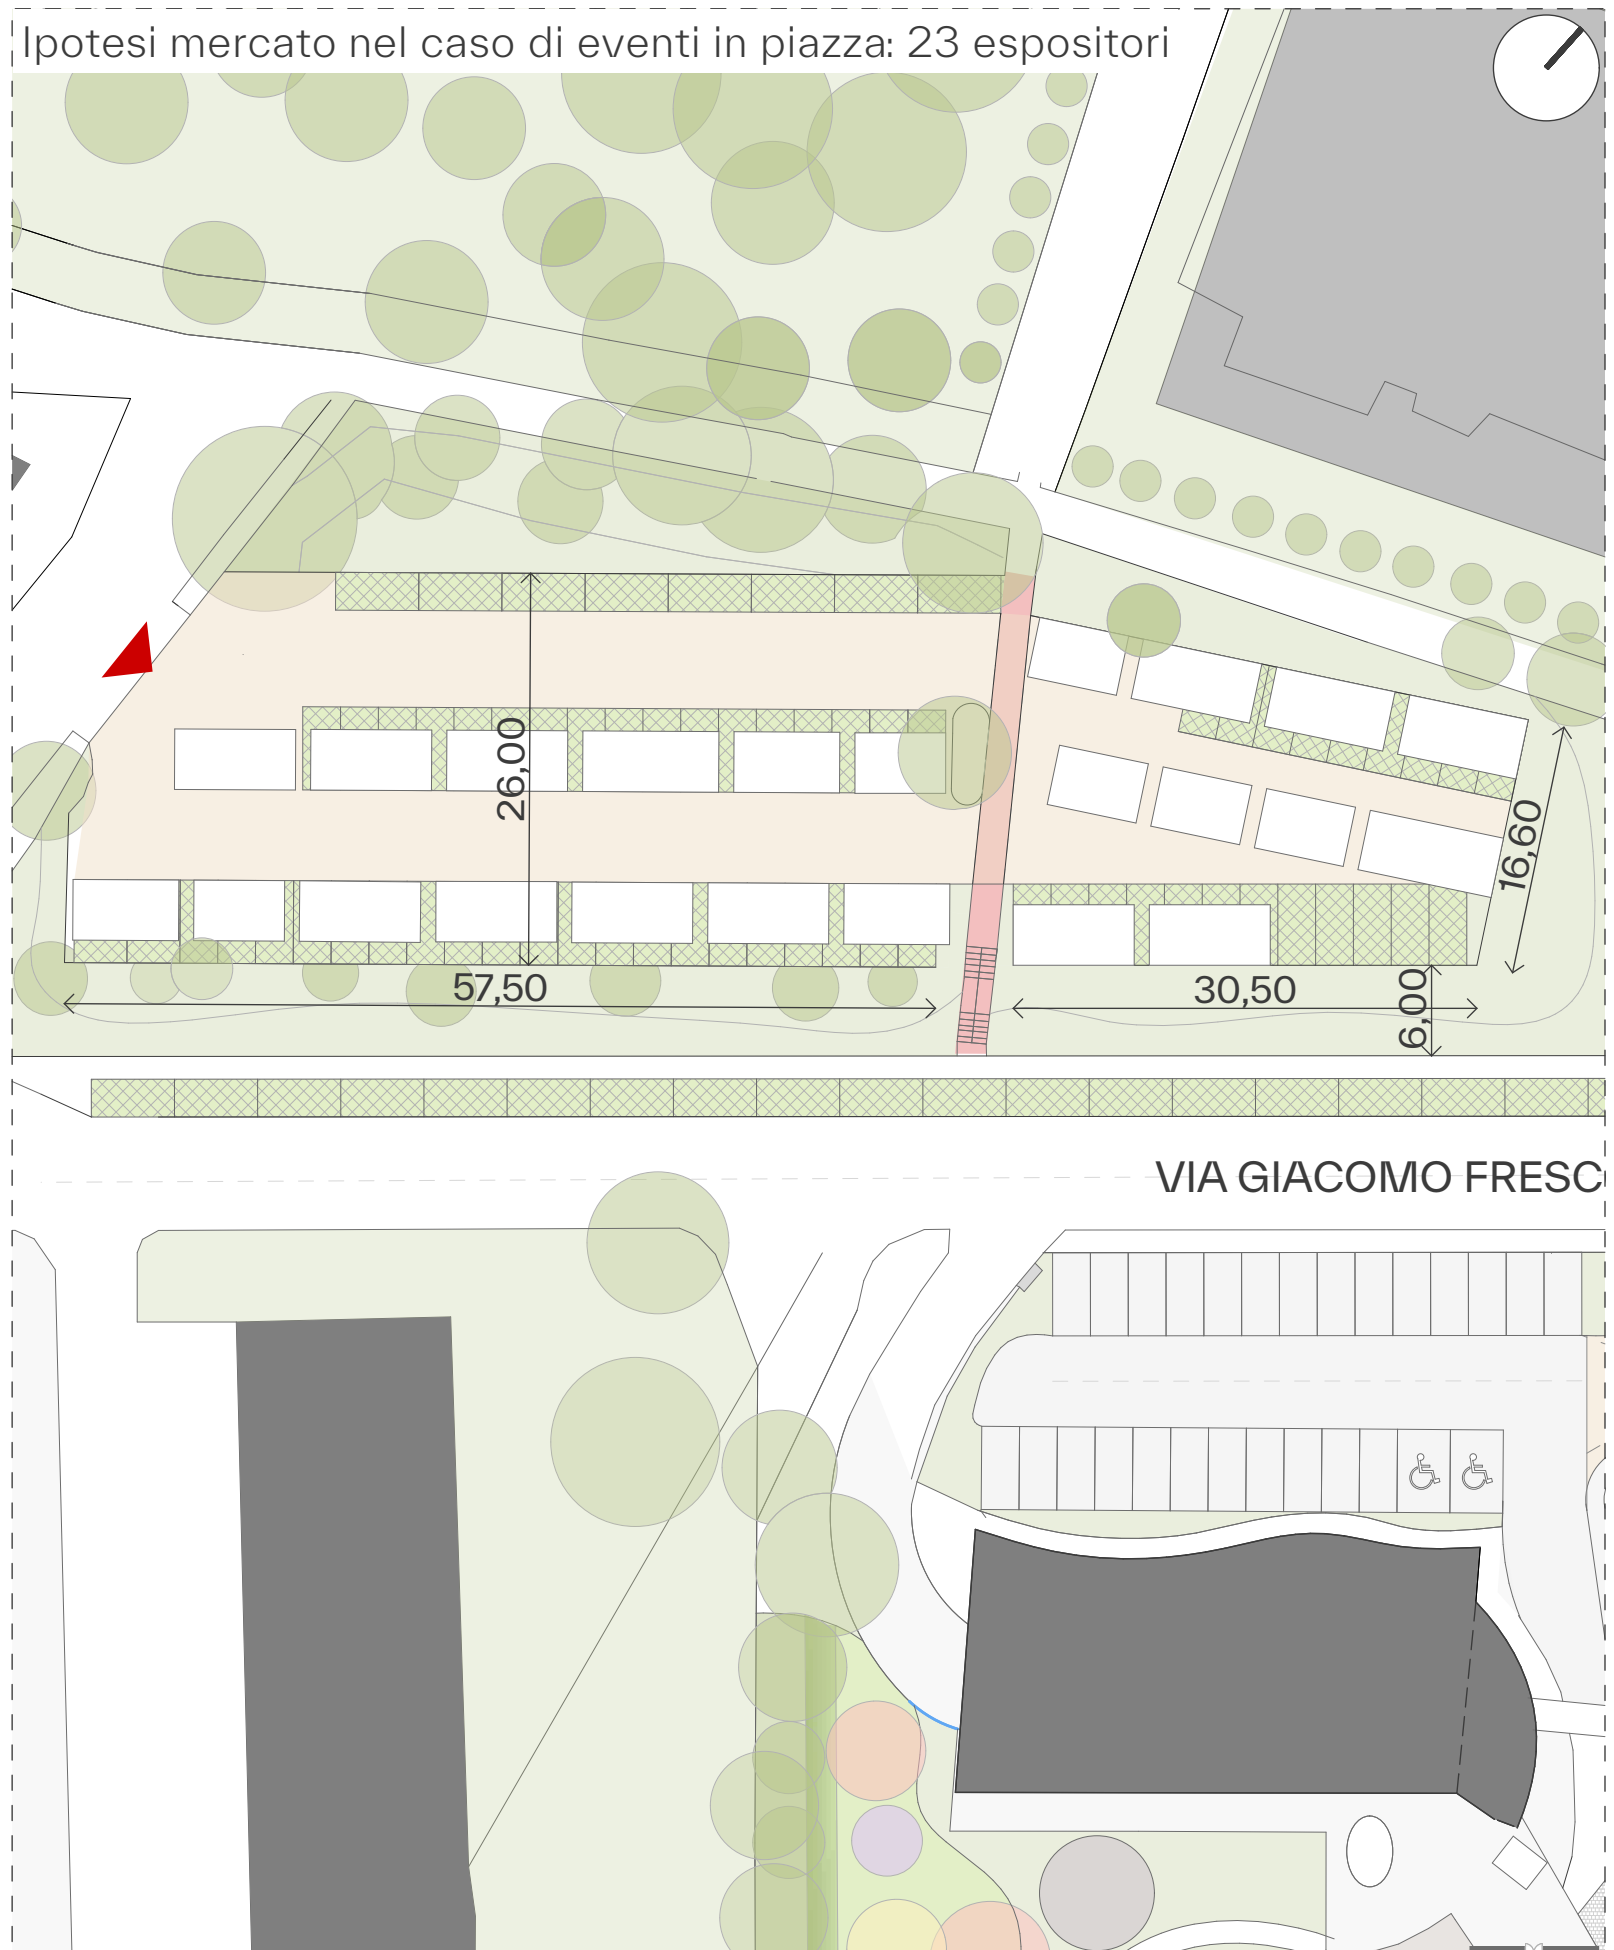 Ipotesi mercato nel caso di eventi in piazza: 23 espositori
26,00
16,60
57,50
30,50
6,00
VIA GIACOMO FRESC